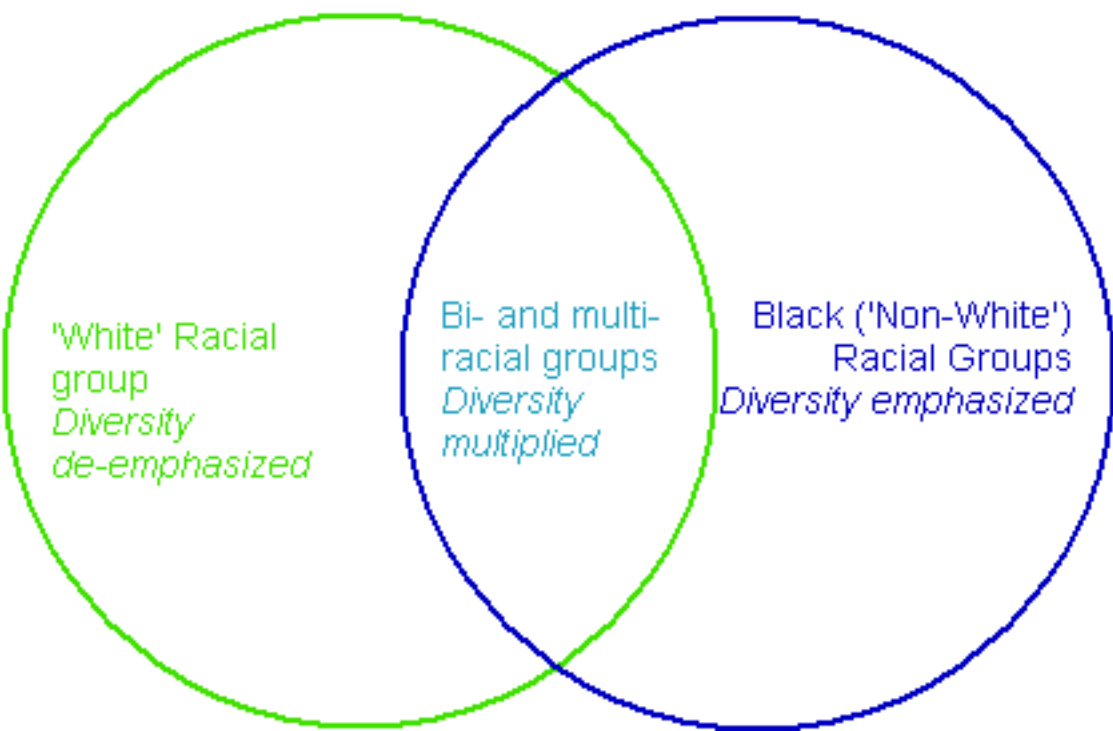 'White' Racial
group
Diversity
de-emphasized
Bi- and multi-
racial groups
Diversity
multiplied
Black ('Non-White')
Racial Groups
Diversity emphasized